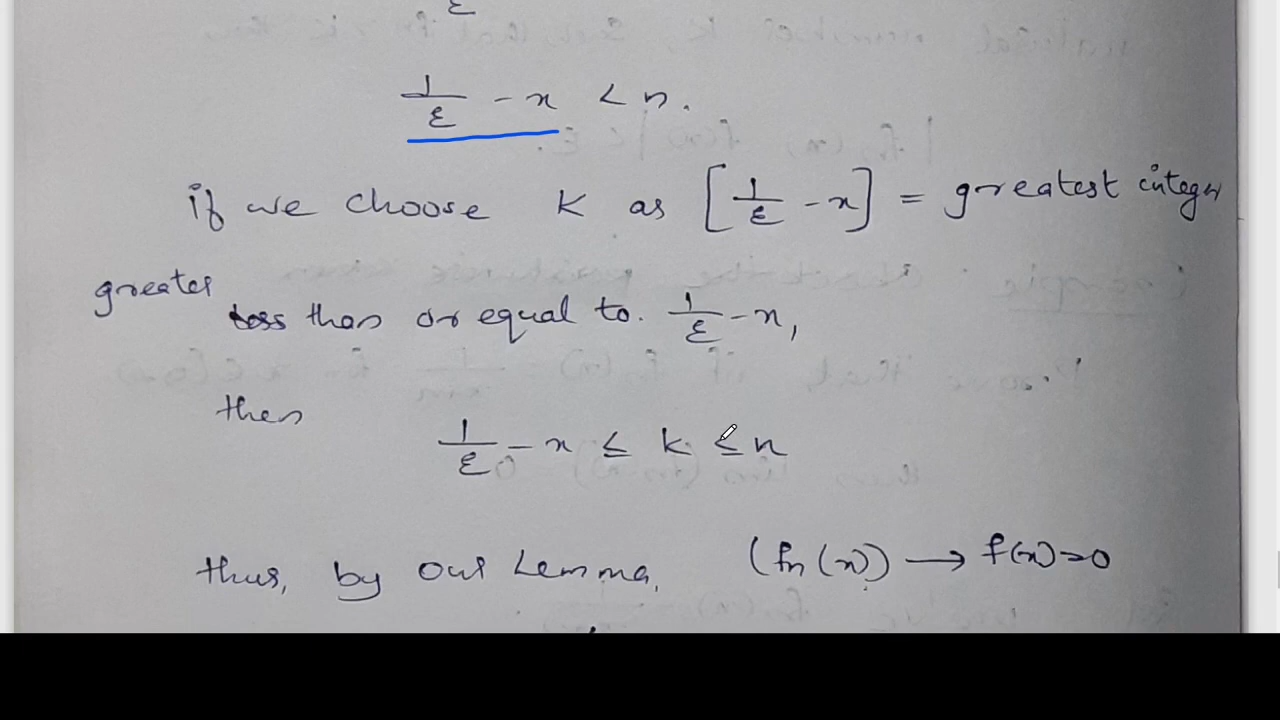 ε
1/ε - x < n.
if we choose K as [1/ε - x] = greatest integer
greater
less than or equal to. 1/ε - x,
then
1/ε - x ≤ k ≤ n
thus, by our Lemma, (fn (x)) → f(x)=0